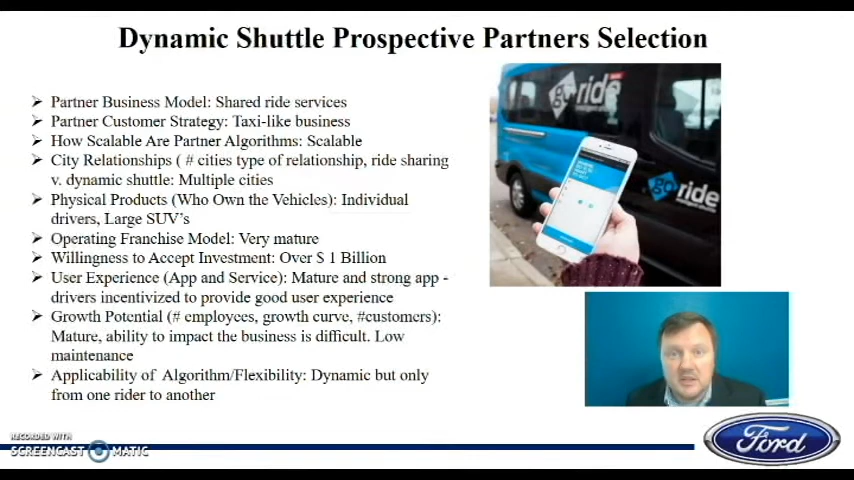 Dynamic Shuttle Prospective Partners Selection
Partner Business Model: Shared ride services
Partner Customer Strategy: Taxi-like business
How Scalable Are Partner Algorithms: Scalable
City Relationships ( # cities type of relationship, ride sharing
v. dynamic shuttle: Multiple cities
Physical Products (Who Own the Vehicles): Individual
drivers, Large SUV's
Operating Franchise Model: Very mature
Willingness to Accept Investment: Over $ 1 Billion
User Experience (App and Service): Mature and strong app -
drivers incentivized to provide good user experience
Growth Potential (# employees, growth curve, #customers):
Mature, ability to impact the business is difficult. Low
maintenance
Applicability of Algorithm/Flexibility: Dynamic but only
from one rider to another
go ride
go ride
RECORDED WITH
SCREENCAST MATIC
Ford